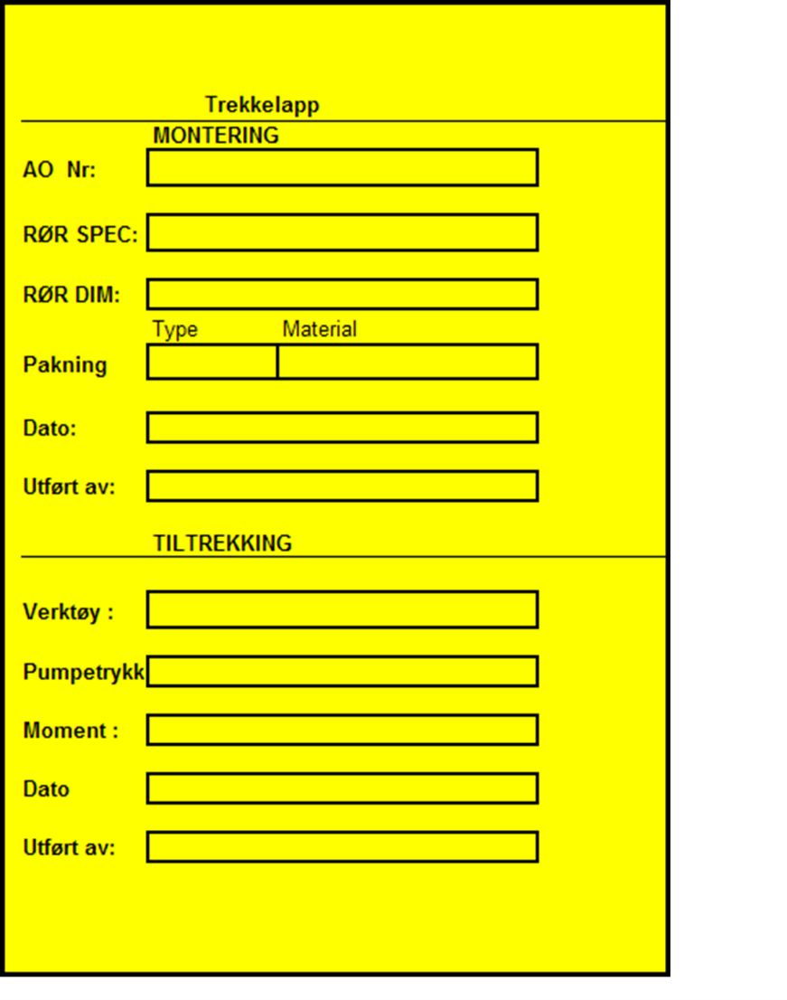 Trekkelapp
MONTERING
AO  Nr:
RØR SPEC:
RØR DIM:
Type Material
Pakning
Dato:
Utført av:
TILTREKKING
Verktøy :
Pumpetrykk
Moment :
Dato
Utført av: